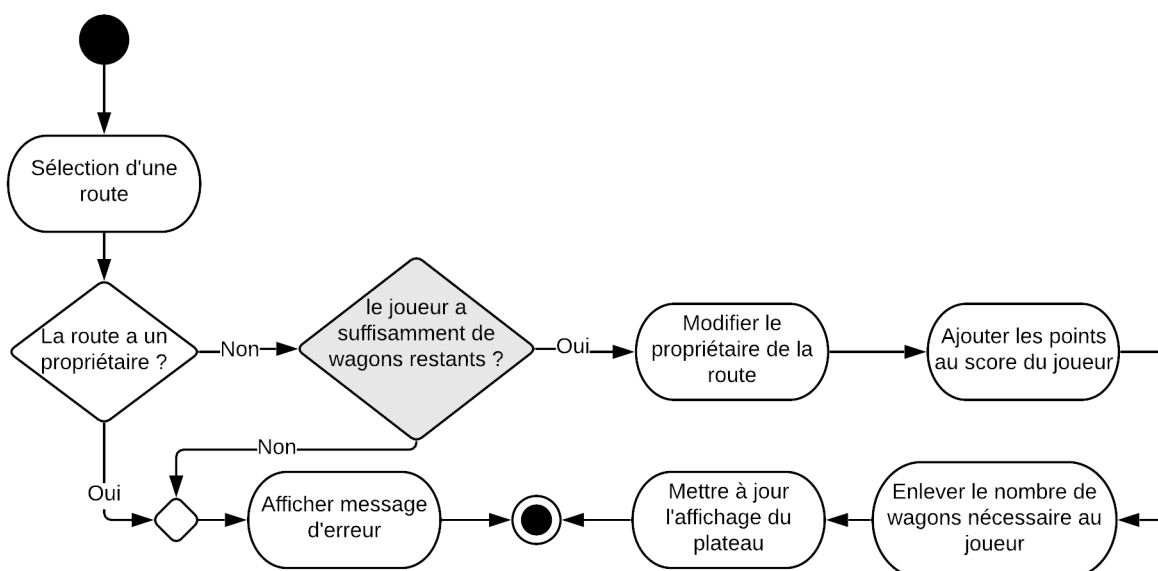 Sélection d'une
route
La route a un
propriétaire ?
Non
le joueur a
suffisamment de
wagons restants ?
Oui
Modifier le
propriétaire de la
route
Ajouter les points
au score du joueur
Non
Oui
Afficher message
d'erreur
Mettre à jour
l'affichage du
plateau
Enlever le nombre de
wagons nécessaire au
joueur